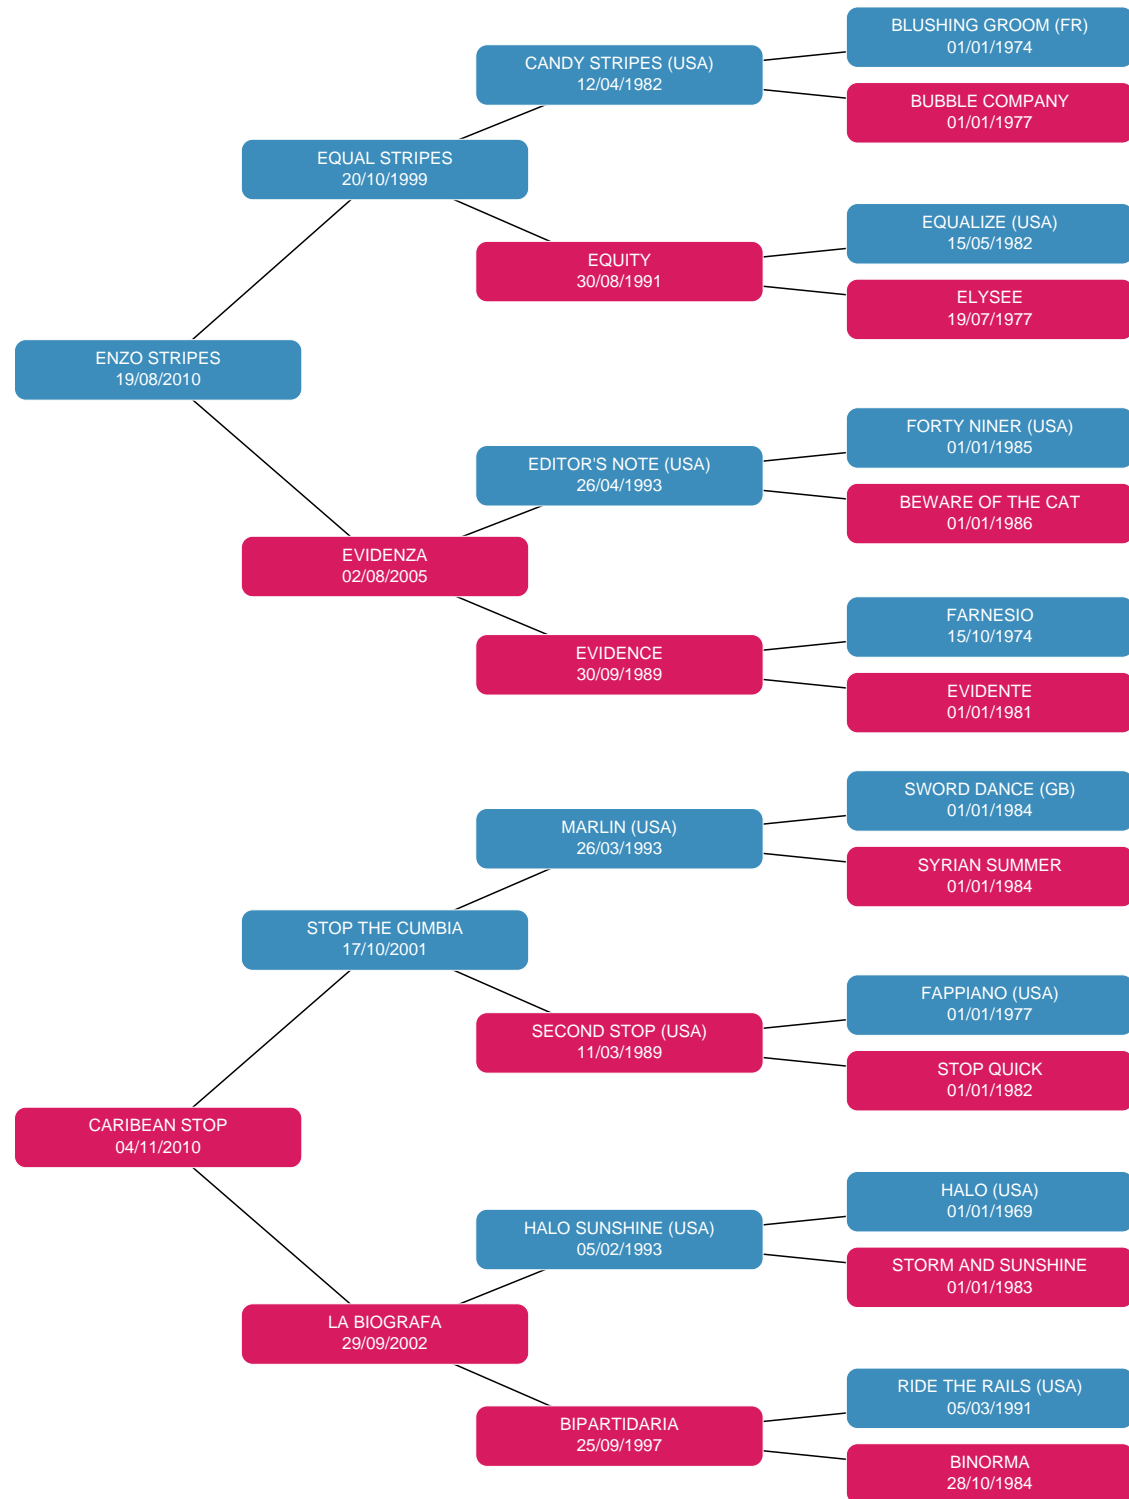 BLUSHING GROOM (FR)
01/01/1974
CANDY STRIPES (USA)
12/04/1982
BUBBLE COMPANY
01/01/1977
EQUAL STRIPES
20/10/1999
EQUALIZE (USA)
15/05/1982
EQUITY
30/08/1991
ELYSEE
19/07/1977
ENZO STRIPES
19/08/2010
FORTY NINER (USA)
01/01/1985
EDITOR'S NOTE (USA)
26/04/1993
BEWARE OF THE CAT
01/01/1986
EVIDENZA
02/08/2005
FARNESIO
15/10/1974
EVIDENCE
30/09/1989
EVIDENTE
01/01/1981
SWORD DANCE (GB)
01/01/1984
MARLIN (USA)
26/03/1993
SYRIAN SUMMER
01/01/1984
STOP THE CUMBIA
17/10/2001
FAPPIANO (USA)
01/01/1977
SECOND STOP (USA)
11/03/1989
STOP QUICK
01/01/1982
CARIBEAN STOP
04/11/2010
HALO (USA)
01/01/1969
HALO SUNSHINE (USA)
05/02/1993
STORM AND SUNSHINE
01/01/1983
LA BIOGRAFA
29/09/2002
RIDE THE RAILS (USA)
05/03/1991
BIPARTIDARIA
25/09/1997
BINORMA
28/10/1984